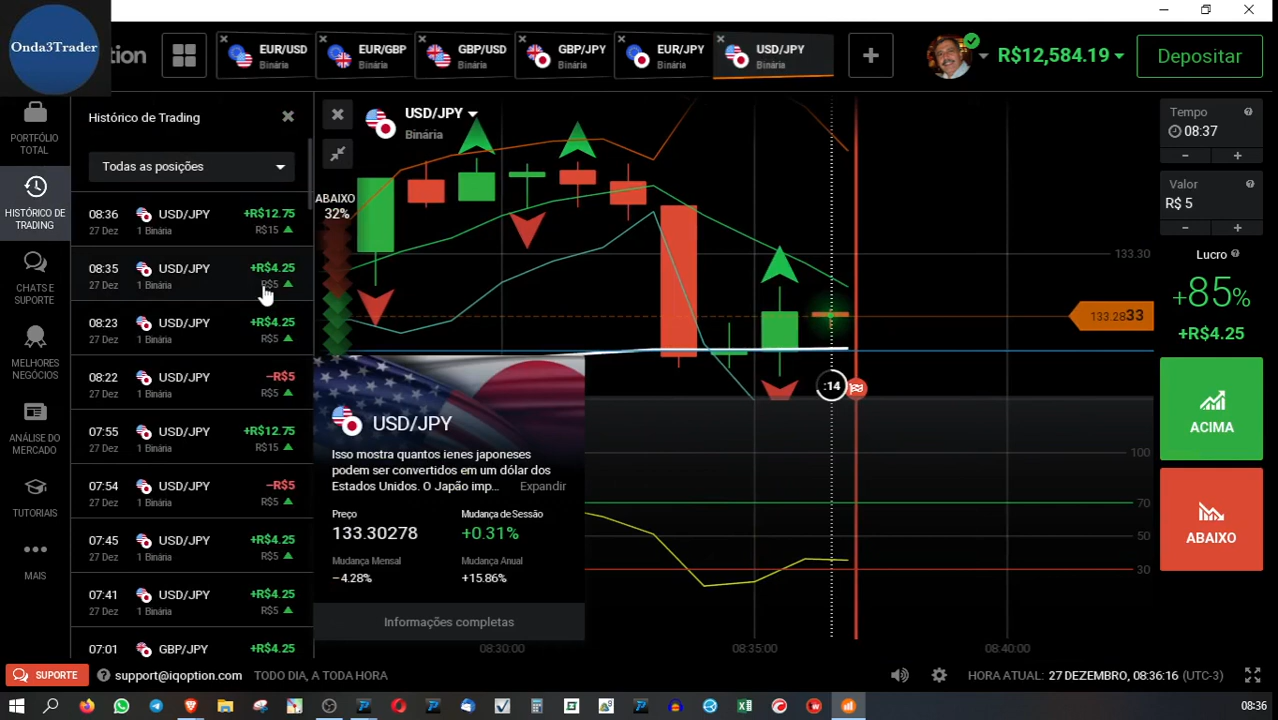 Onda3Trader
tion
EUR/USD
Binária
EUR/GBP
Binária
GBP/USD
Binária
GBP/JPY
Binária
EUR/JPY
Binária
USD/JPY
Binária
R$12,584.19
Depositar
PORTFÓLIO
TOTAL
HISTÓRICO DE
TRADING
CHATS E
SUPORTE
MELHORES
NEGÓCIOS
ANÁLISE DO
MERCADO
TUTORIAIS
MAIS
Histórico de Trading
Todas as posições
08:36 USD/JPY +R$12.75
27 Dez 1 Binária R$15
08:35 USD/JPY +R$4.25
27 Dez 1 Binária R$5
08:23 USD/JPY +R$4.25
27 Dez 1 Binária R$5
08:22 USD/JPY –R$5
27 Dez 1 Binária R$5
07:55 USD/JPY +R$12.75
27 Dez 1 Binária R$15
07:54 USD/JPY –R$5
27 Dez 1 Binária R$5
07:45 USD/JPY +R$4.25
27 Dez 1 Binária R$5
07:41 USD/JPY +R$4.25
27 Dez 1 Binária R$5
07:01 GBP/JPY +R$4.25
USD/JPY
Binária
ABAIXO
32%
133.30
133.2833
:14
100
70
50
30
08:30:00
08:35:00
08:40:00
USD/JPY
Isso mostra quantos ienes japoneses
podem ser convertidos em um dólar dos
Estados Unidos. O Japão imp... Expandir
Preço Mudança de Sessão
133.30278 +0.31%
Mudança Mensal Mudança Anual
–4.28% +15.86%
Informações completas
Tempo
08:37
- +
Valor
R$ 5
- +
Lucro
+85%
+R$4.25
ACIMA
ABAIXO
SUPORTE
support@iqoption.com
TODO DIA, A TODA HORA
HORA ATUAL: 27 DEZEMBRO, 08:36:16 (UTC-3)
08:36